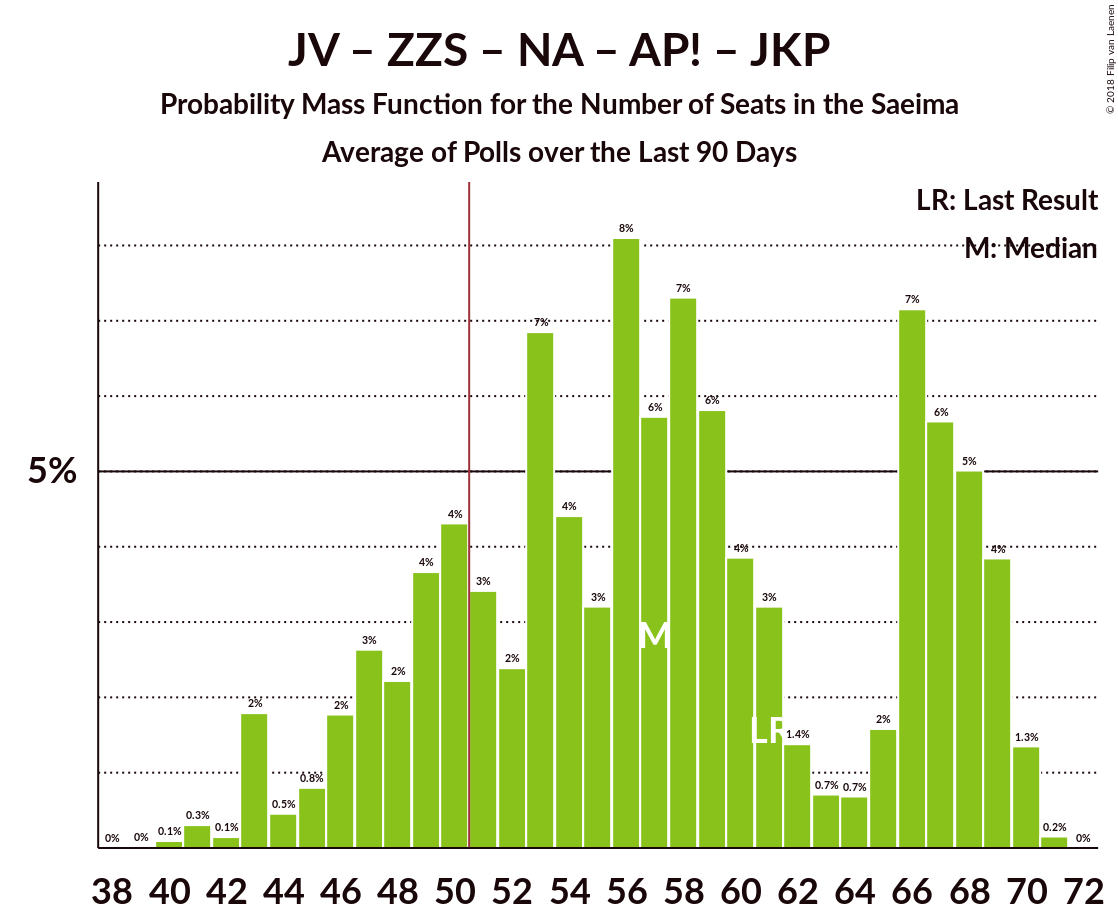 JV – ZZS – NA – AP! – JKP
Probability Mass Function for the Number of Seats in the Saeima
Average of Polls over the Last 90 Days
© 2018 Filip van Laenen
LR: Last Result
M: Median
5%
0% 0% 0.1% 0.3% 0.1% 2% 0.5% 0.8% 2% 3% 2% 4% 4% 3% 2% 7% 4% 3% 8% 6% 7% 6% 4% 3% 1.4% 0.7% 0.7% 2% 7% 6% 5% 4% 1.3% 0.2% 0%
M
LR
38 40 42 44 46 48 50 52 54 56 58 60 62 64 66 68 70 72